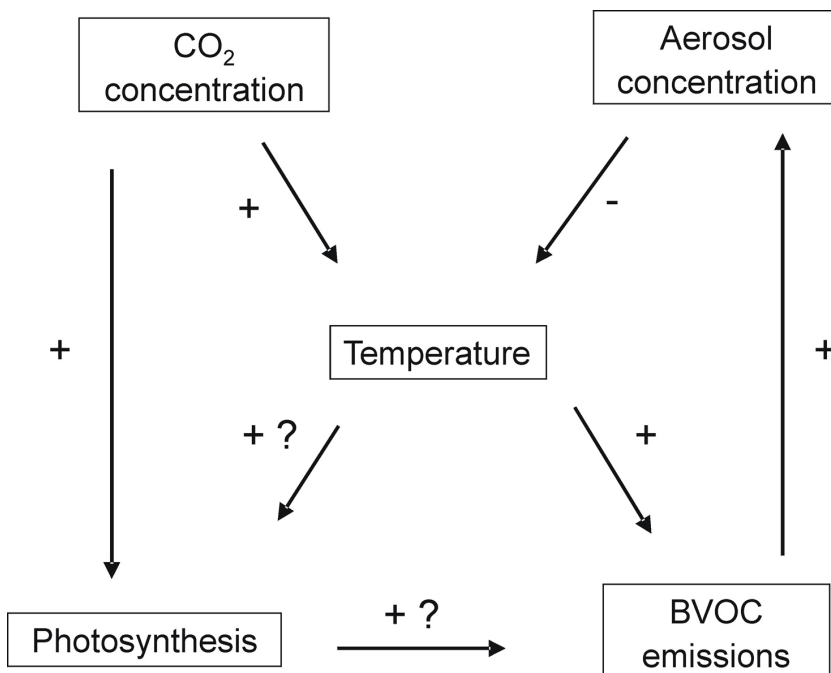 CO₂
concentration
Aerosol
concentration
+
-
+
Temperature
+
+ ?
+
+ ?
Photosynthesis
BVOC
emissions